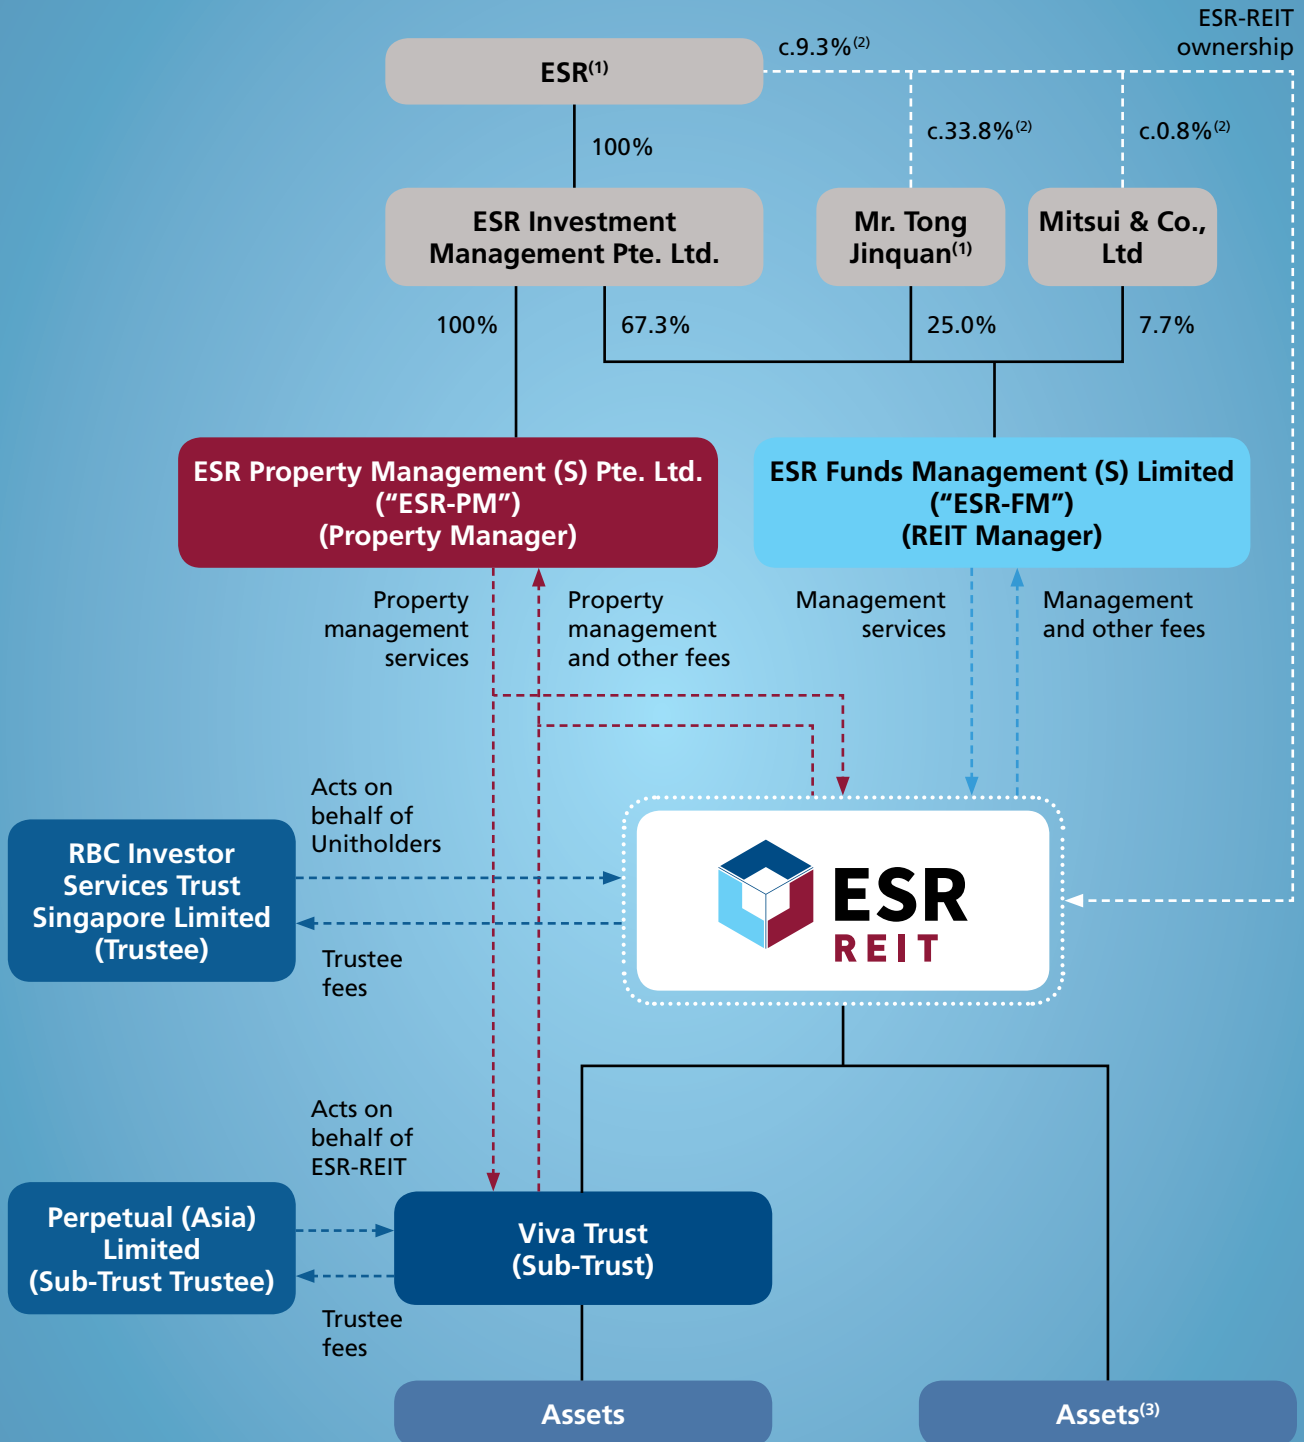 ESR-REIT
ownership
c.9.3%(2)
ESR(1)
c.33.8%(2)
c.0.8%(2)
100%
ESR Investment
Management Pte. Ltd.
Mr. Tong
Jinquan(1)
Mitsui & Co.,
Ltd
100%
67.3%
25.0%
7.7%
ESR Property Management (S) Pte. Ltd.
(“ESR-PM”)
(Property Manager)
ESR Funds Management (S) Limited
(“ESR-FM”)
(REIT Manager)
Property
management
services
Property
management
and other fees
Management
services
Management
and other fees
Acts on
behalf of
Unitholders
RBC Investor
Services Trust
Singapore Limited
(Trustee)
Trustee
fees
ESR
REIT
Acts on
behalf of
ESR-REIT
Perpetual (Asia)
Limited
(Sub-Trust Trustee)
Trustee
fees
Viva Trust
(Sub-Trust)
Assets
Assets(3)